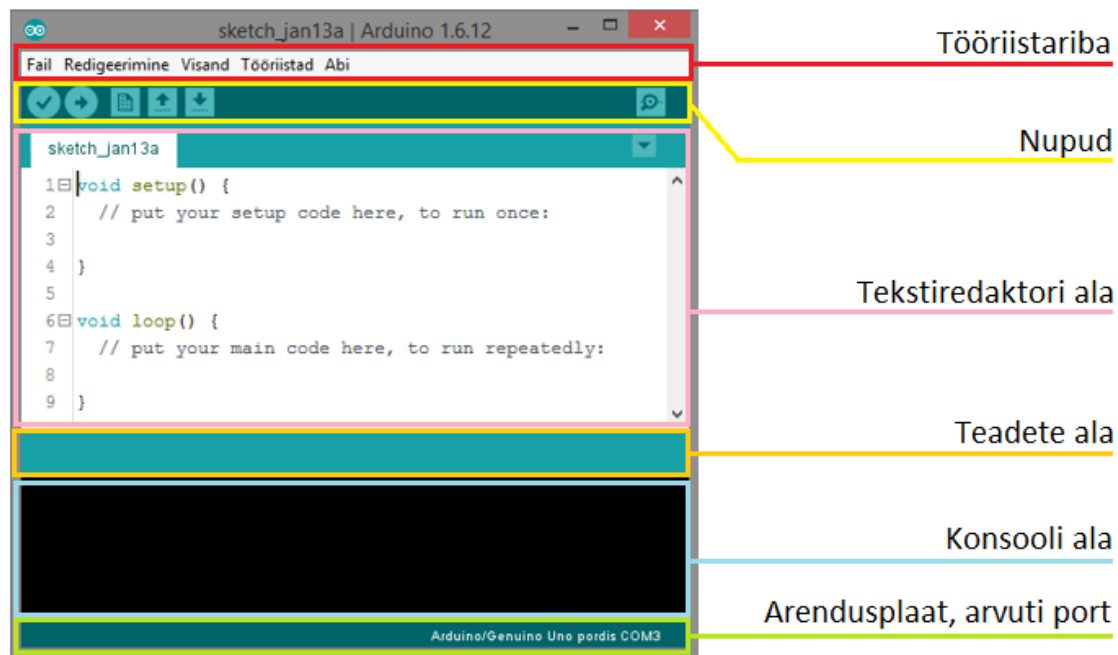 sketch_jan13a | Arduino 1.6.12
Tööriistariba
Fail Redigeerimine Visand Tööriistad Abi
Nupud
sketch_jan13a
1 void setup() {
2 // put your setup code here, to run once:
3
4 }
5
6 void loop() {
7 // put your main code here, to run repeatedly:
8
9 }
Tekstiredaktori ala
Teadete ala
Konsooli ala
Arendusplaat, arvuti port
Arduino/Genuino Uno pordis COM3